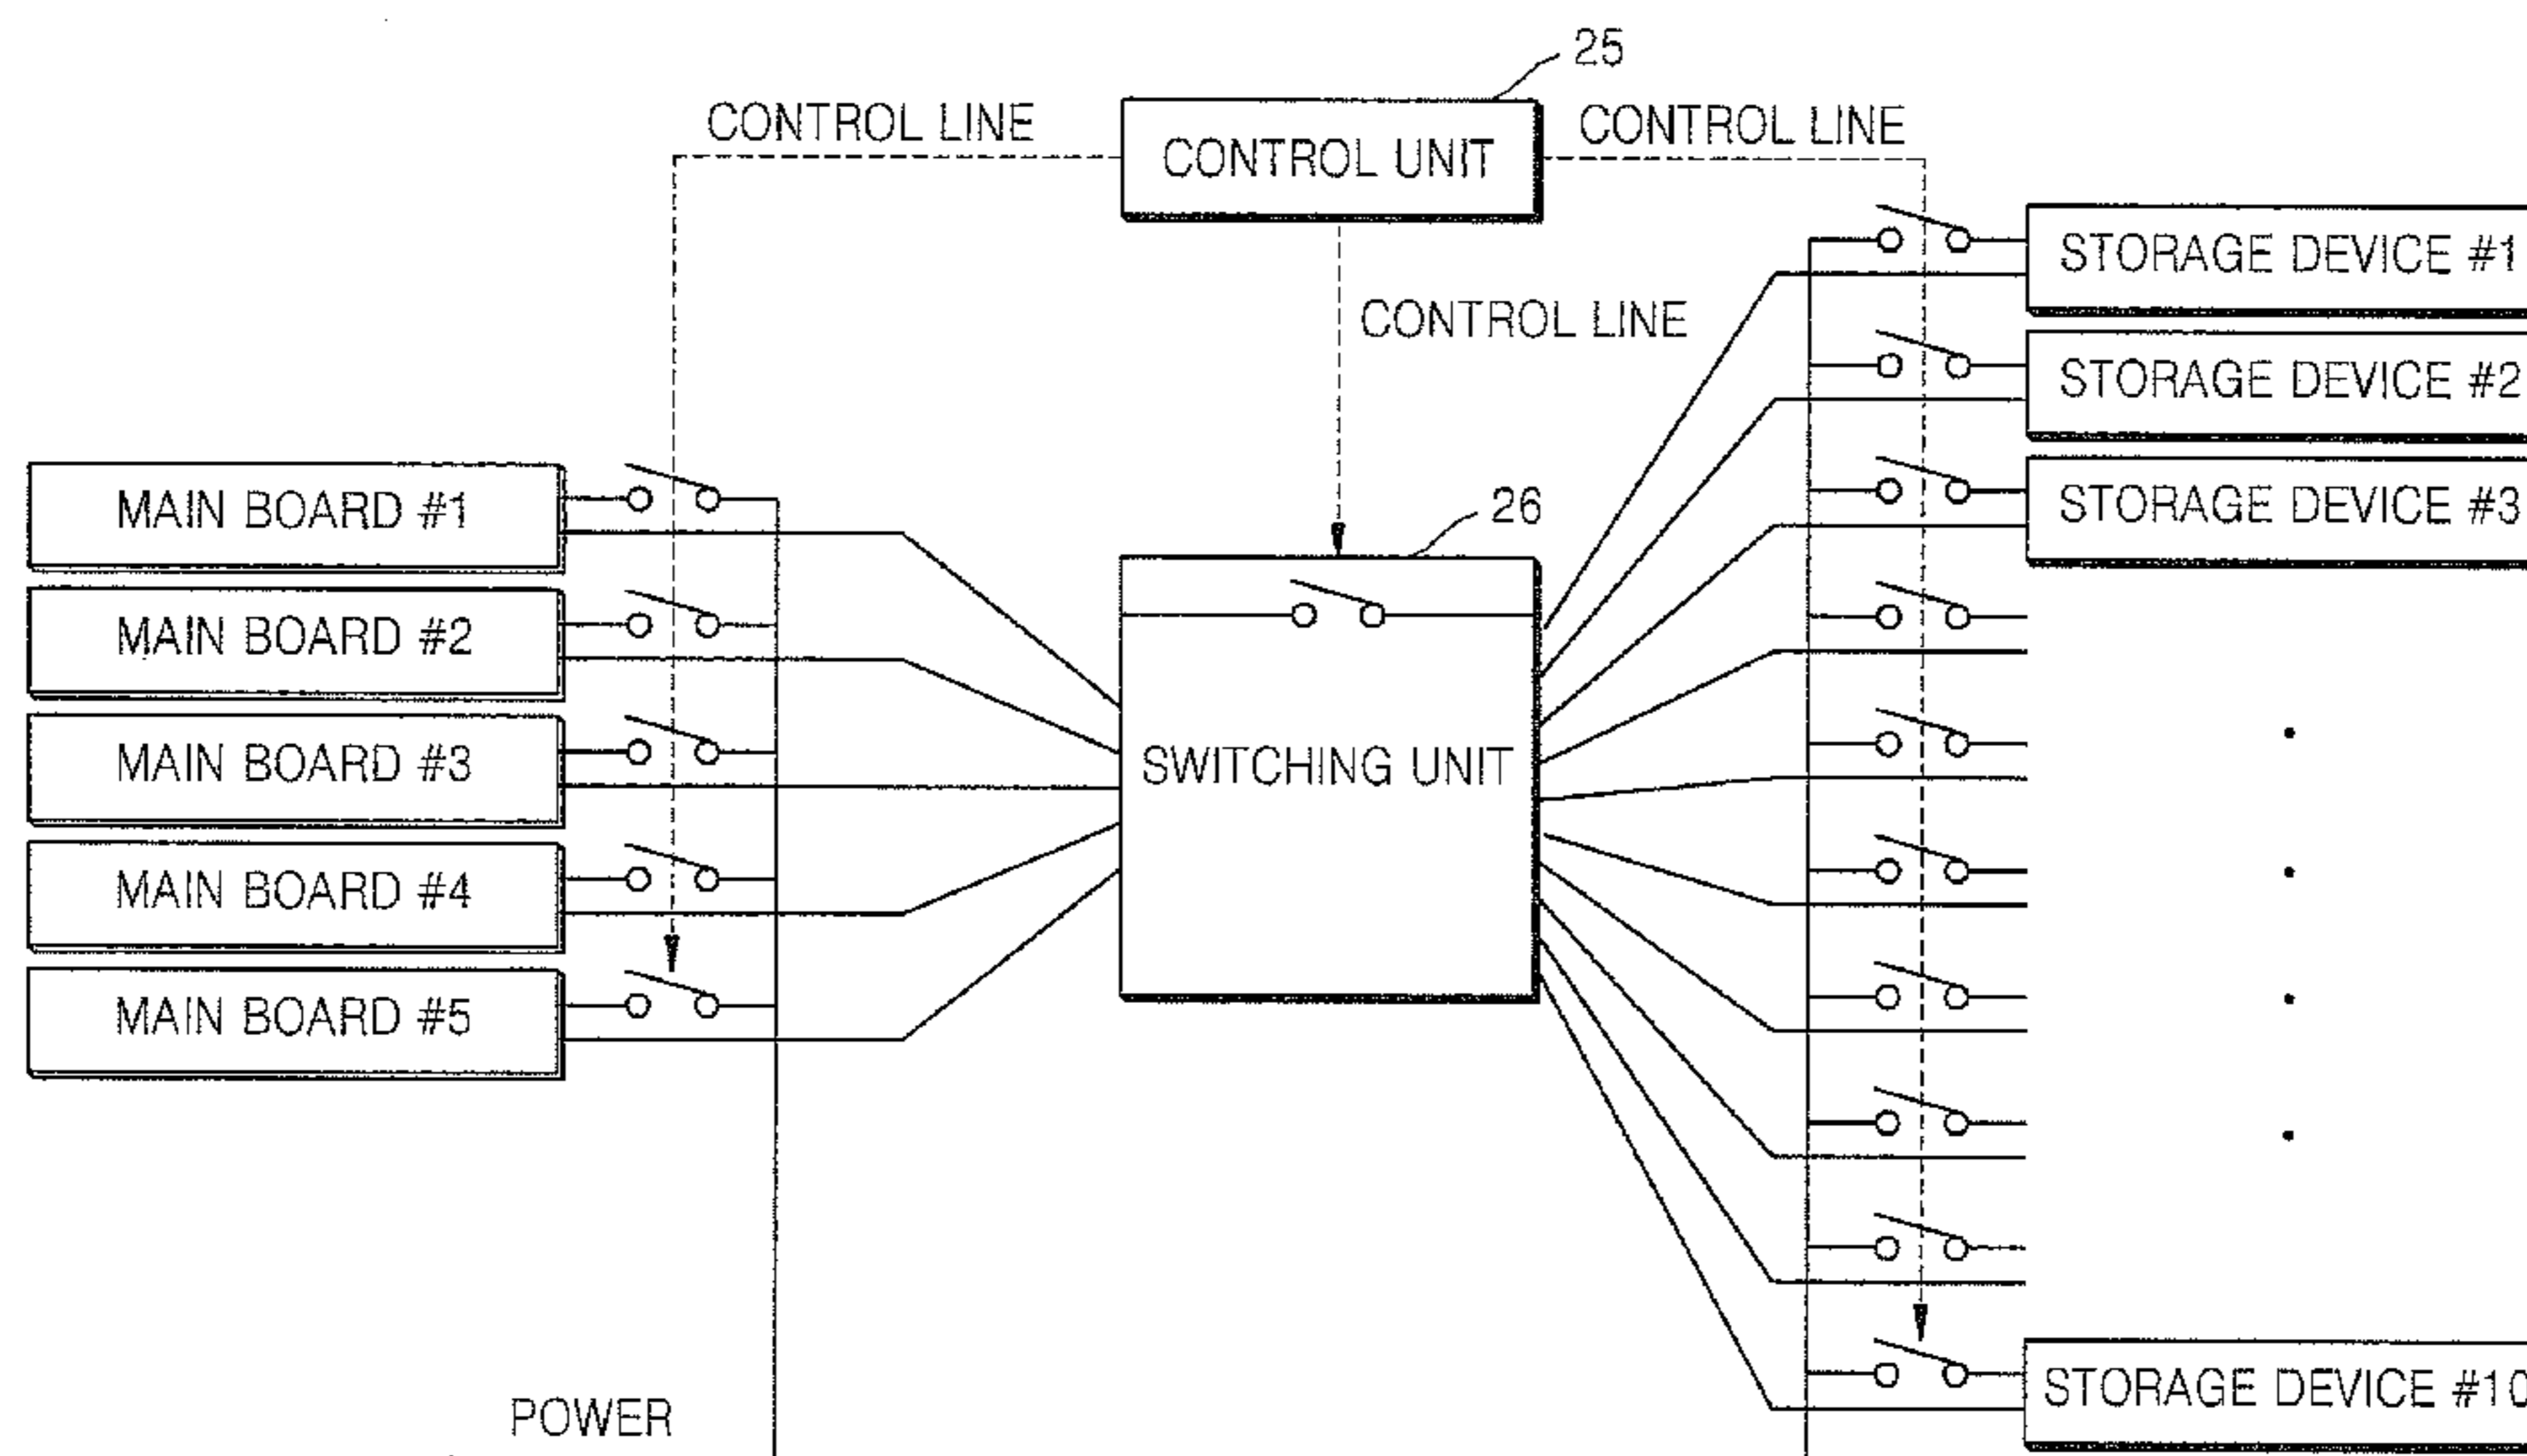 25
CONTROL LINE
CONTROL UNIT
CONTROL LINE
STORAGE DEVICE #1
CONTROL LINE
STORAGE DEVICE #2
MAIN BOARD #1
26
STORAGE DEVICE #3
MAIN BOARD #2
MAIN BOARD #3
SWITCHING UNIT
MAIN BOARD #4
MAIN BOARD #5
STORAGE DEVICE #10
POWER